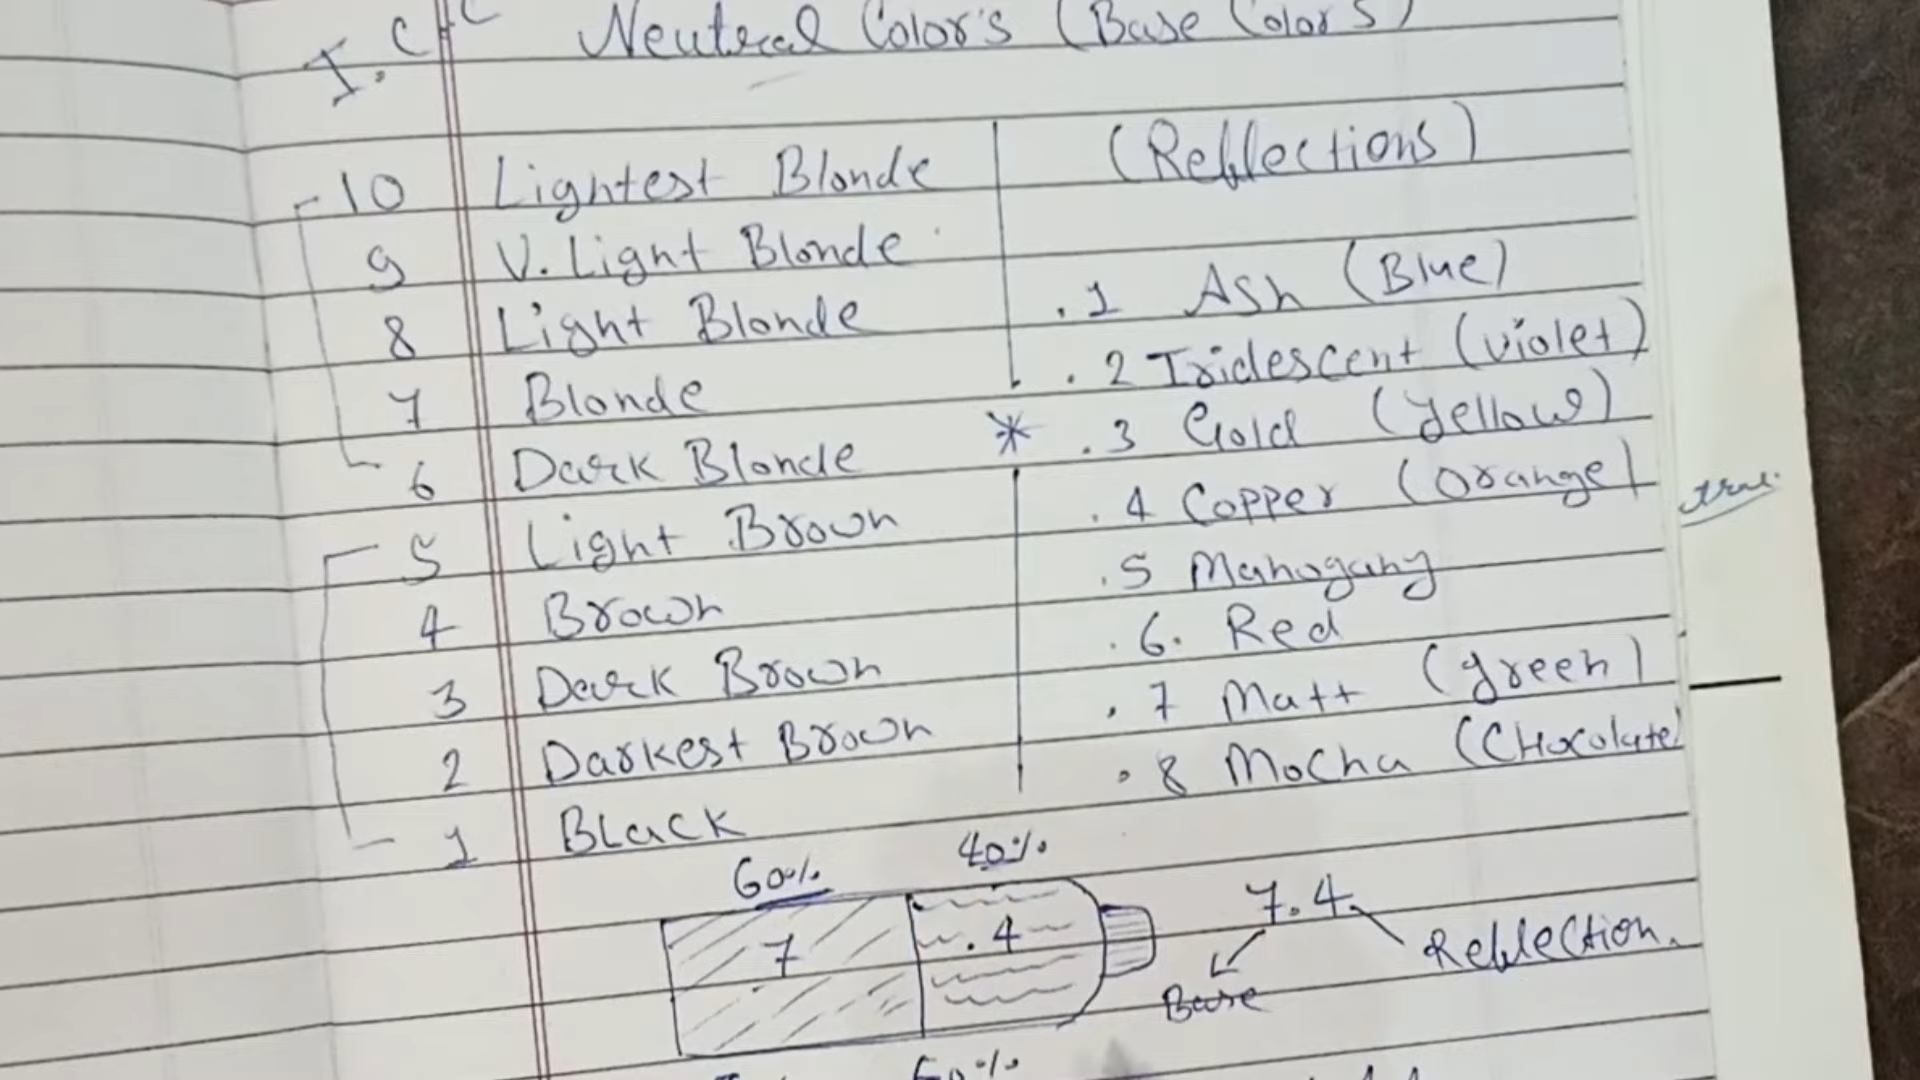 I.C.C Neutral Color's (Base Colors)
(Reflections)
10 Lightest Blonde
9 V. Light Blonde
8 Light Blonde
7 Blonde
6 Dark Blonde
5 Light Brown
4 Brown
3 Dark Brown
2 Darkest Brown
1 Black
.1 Ash (Blue)
.2 Iridescent (violet)
* .3 Gold (yellow)
.4 Copper (orange)
.5 Mahogany
.6. Red
.7 Matt (green)
.8 Mocha (CHocolate)
60% 40%
7 .4
7.4
Base Reflection.
60%